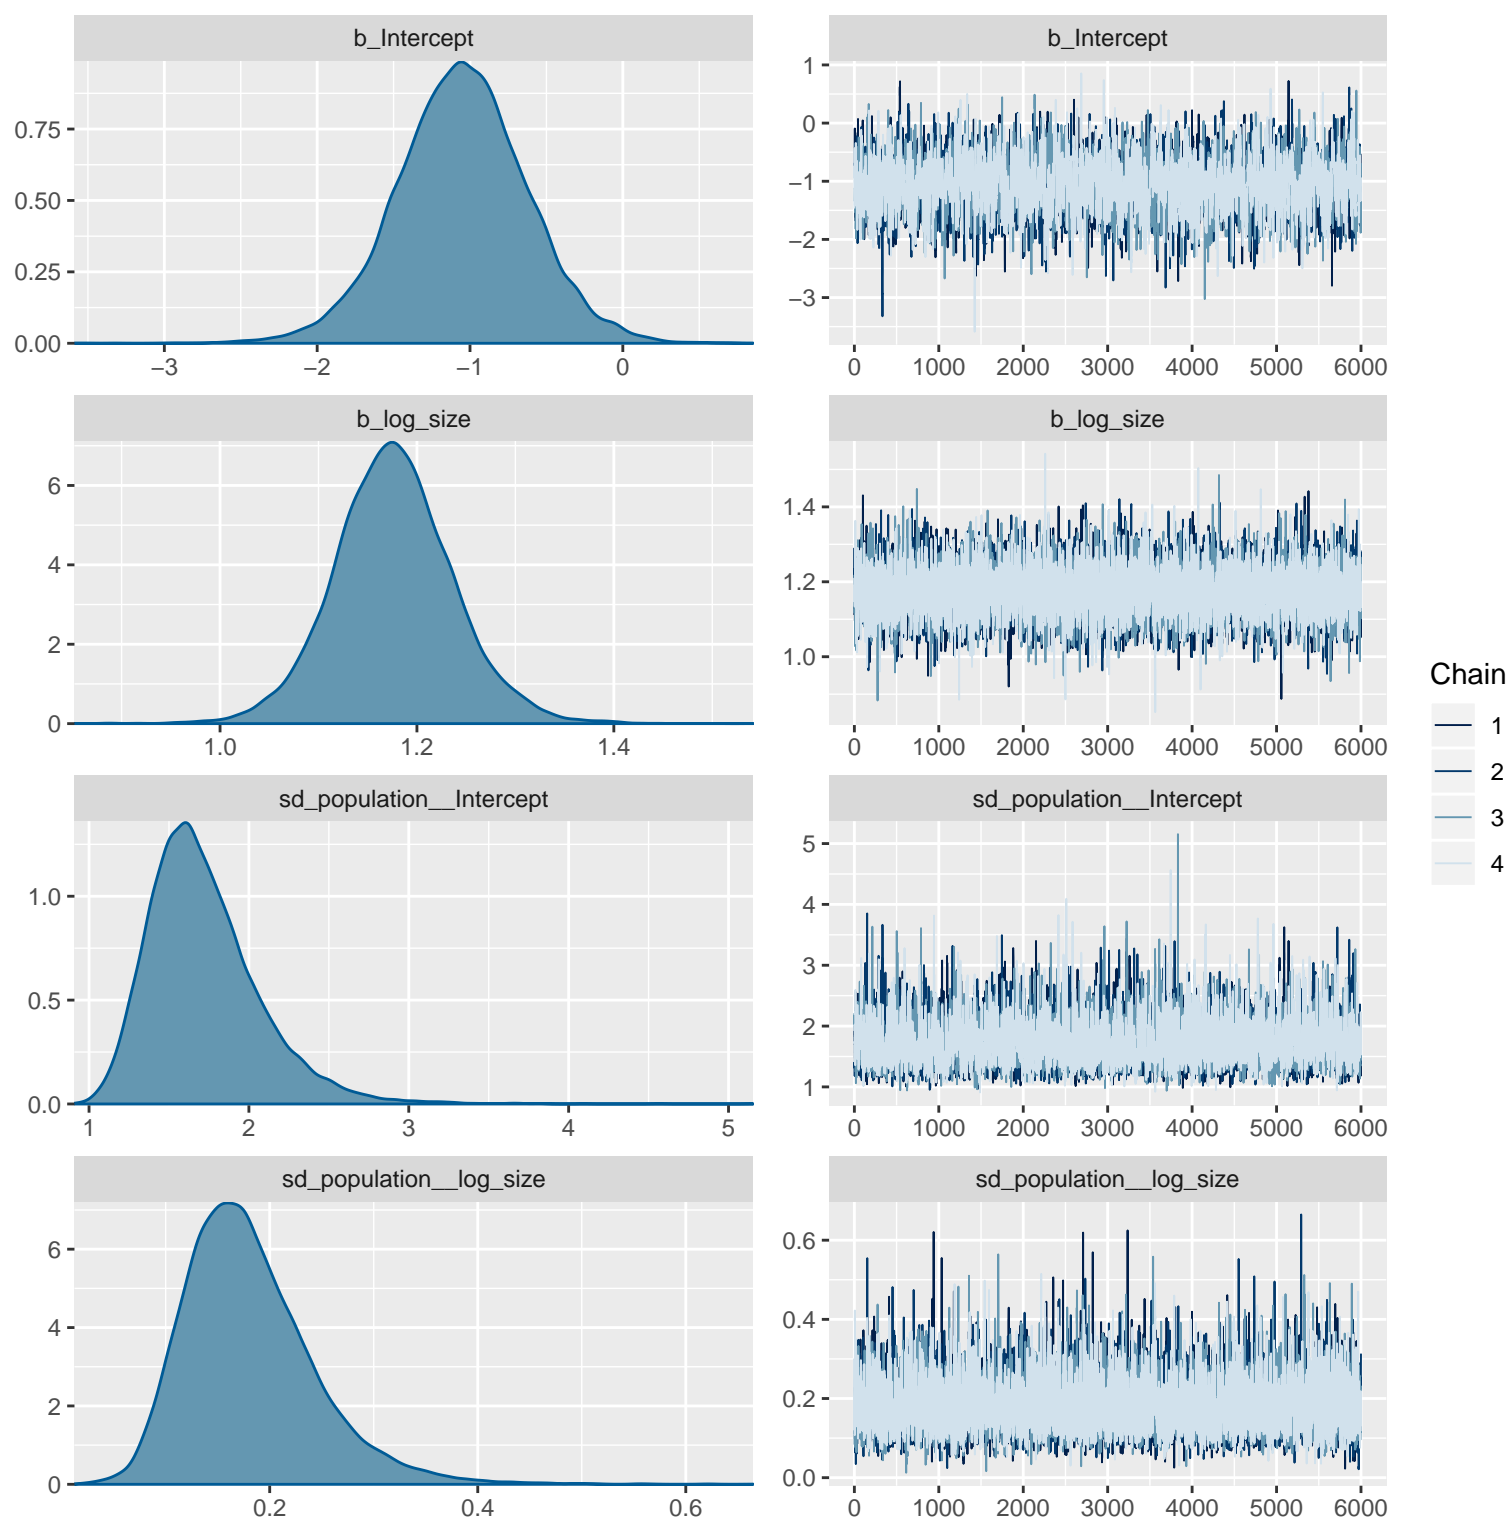 b_Intercept
b_Intercept
0.75
0.50
0.25
0.00
−3 −2 −1 0
1
0
−1
−2
−3
0 1000 2000 3000 4000 5000 6000
b_log_size
b_log_size
6
4
2
0
1.0 1.2 1.4
1.4
1.2
1.0
0 1000 2000 3000 4000 5000 6000
sd_population__Intercept
sd_population__Intercept
1.0
0.5
0.0
1 2 3 4 5
5
4
3
2
1
0 1000 2000 3000 4000 5000 6000
sd_population__log_size
sd_population__log_size
6
4
2
0
0.2 0.4 0.6
0.6
0.4
0.2
0.0
0 1000 2000 3000 4000 5000 6000
Chain
1
2
3
4